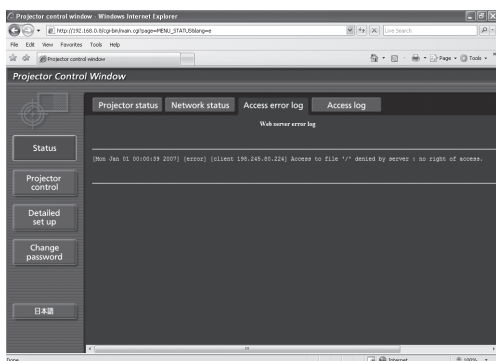 Projector control window - Windows Internet Explorer
http://192.168.0.8/cgi-bin/main.cgi?page=MENU_STATUS&lang=e
Live Search
File Edit View Favorites Tools Help
Projector control window
Page Tools
Projector Control Window
Projector status Network status Access error log Access log
Web server error log
Status
[Mon Jan 01 00:00:39 2007] [error] [client 198.245.80.224] Access to file '/' denied by server : no right of access.
Projector
control
Detailed
set up
Change
password
日本語
Done
Internet
100%